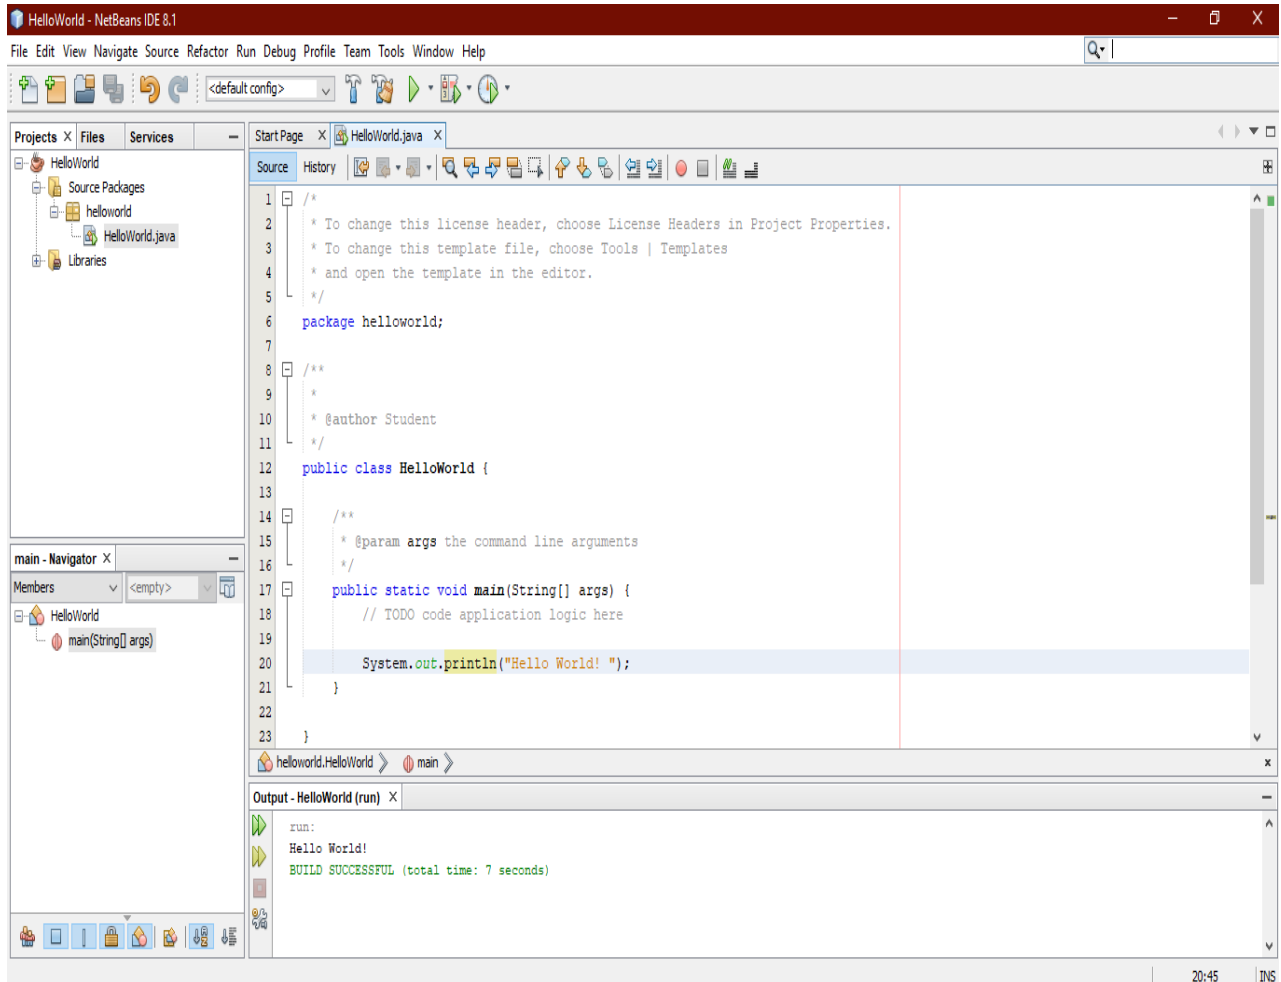 HelloWorld - NetBeans IDE 8.1
File Edit View Navigate Source Refactor Run Debug Profile Team Tools Window Help
<default config>
Projects X Files Services
HelloWorld
Source Packages
helloworld
HelloWorld.java
Libraries
Start Page X HelloWorld.java X
Source History
1 /*
2 * To change this license header, choose License Headers in Project Properties.
3 * To change this template file, choose Tools | Templates
4 * and open the template in the editor.
5 */
6 package helloworld;
7
8 /**
9 *
10 * @author Student
11 */
12 public class HelloWorld {
13
14 /**
15 * @param args the command line arguments
16 */
17 public static void main(String[] args) {
18 // TODO code application logic here
19
20 System.out.println("Hello World! ");
21 }
22
23 }
helloworld.HelloWorld main
main - Navigator X
Members <empty>
HelloWorld
main(String[] args)
Output - HelloWorld (run) X
run:
Hello World!
BUILD SUCCESSFUL (total time: 7 seconds)
20:45 INS